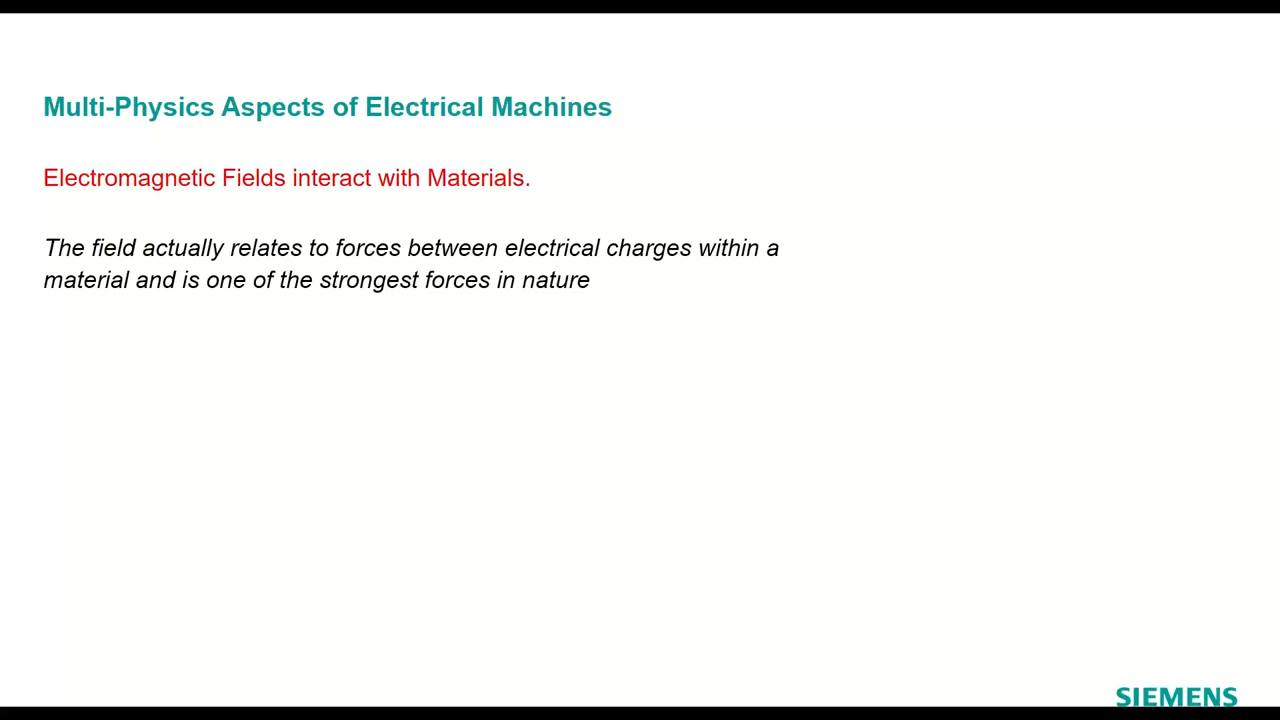 Multi-Physics Aspects of Electrical Machines
Electromagnetic Fields interact with Materials.
The field actually relates to forces between electrical charges within a
material and is one of the strongest forces in nature
SIEMENS